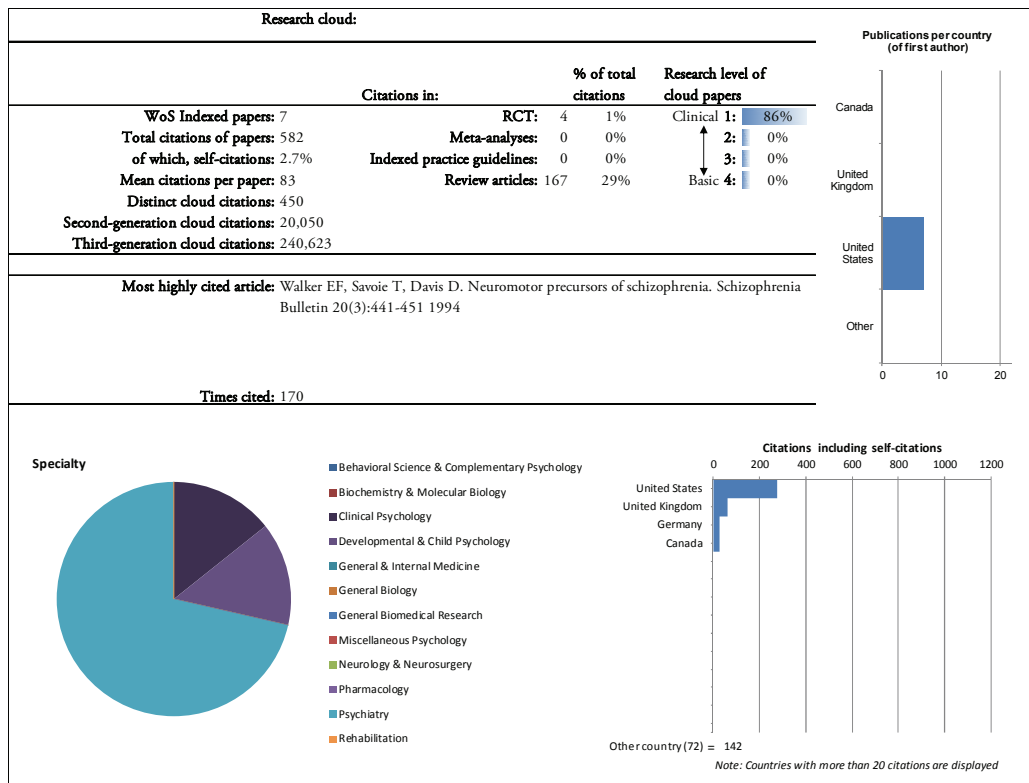 Research cloud:
Citations in:
% of total
citations
Research level of
cloud papers
WoS Indexed papers: 7
Total citations of papers: 582
of which, self-citations: 2.7%
Mean citations per paper: 83
Distinct cloud citations: 450
Second-generation cloud citations: 20,050
Third-generation cloud citations: 240,623
RCT: 4 1%
Meta-analyses: 0 0%
Indexed practice guidelines: 0 0%
Review articles: 167 29%
Clinical 1: 86%
2: 0%
3: 0%
Basic 4: 0%
Most highly cited article: Walker EF, Savoie T, Davis D. Neuromotor precursors of schizophrenia. Schizophrenia
Bulletin 20(3):441-451 1994
Times cited: 170
Publications per country
(of first author)
Canada
United
Kingdom
United
States
Other
0 10 20
Specialty
Behavioral Science & Complementary Psychology
Biochemistry & Molecular Biology
Clinical Psychology
Developmental & Child Psychology
General & Internal Medicine
General Biology
General Biomedical Research
Miscellaneous Psychology
Neurology & Neurosurgery
Pharmacology
Psychiatry
Rehabilitation
Citations including self-citations
0 200 400 600 800 1000 1200
United States
United Kingdom
Germany
Canada
Other country (72) = 142
Note: Countries with more than 20 citations are displayed